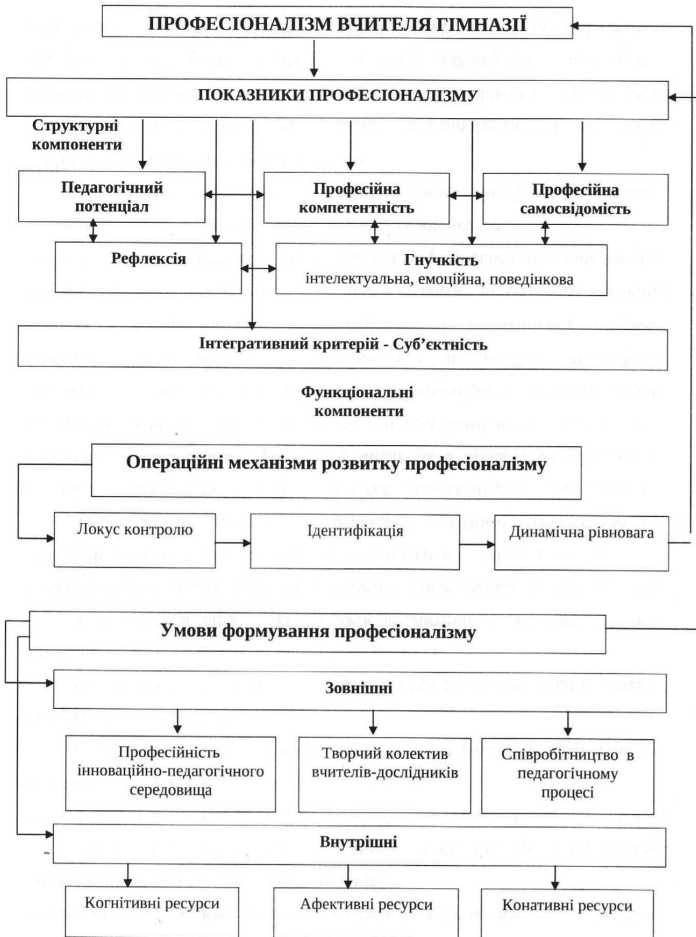 ПРОФЕСІОНАЛІЗМ ВЧИТЕЛЯ ГІМНАЗІЇ
ПОКАЗНИКИ ПРОФЕСІОНАЛІЗМУ
Структурні
компоненти
Педагогічний
потенціал
Професійна
компетентність
Професійна
самосвідомість
Рефлексія
Гнучкість
інтелектуальна, емоційна, поведінкова
Інтегративний критерій - Суб’єктність
Функціональні
компоненти
Операційні механізми розвитку професіоналізму
Локус контролю
Ідентифікація
Динамічна рівновага
Умови формування професіоналізму
Зовнішні
Професійність
інноваційно-педагогічного
середовища
Творчий колектив
вчителів-дослідників
Співробітництво в
педагогічному
процесі
Внутрішні
Когнітивні ресурси
Афективні ресурси
Конативні ресурси